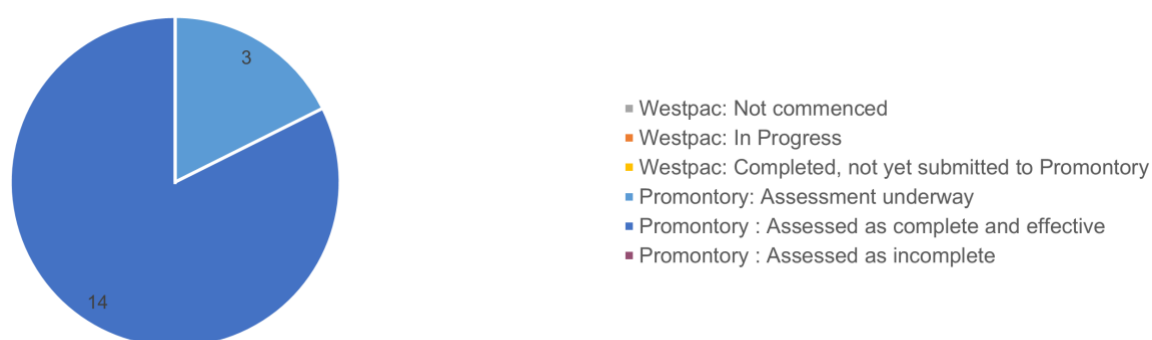 3
14
Westpac: Not commenced
Westpac: In Progress
Westpac: Completed, not yet submitted to Promontory
Promontory: Assessment underway
Promontory : Assessed as complete and effective
Promontory : Assessed as incomplete